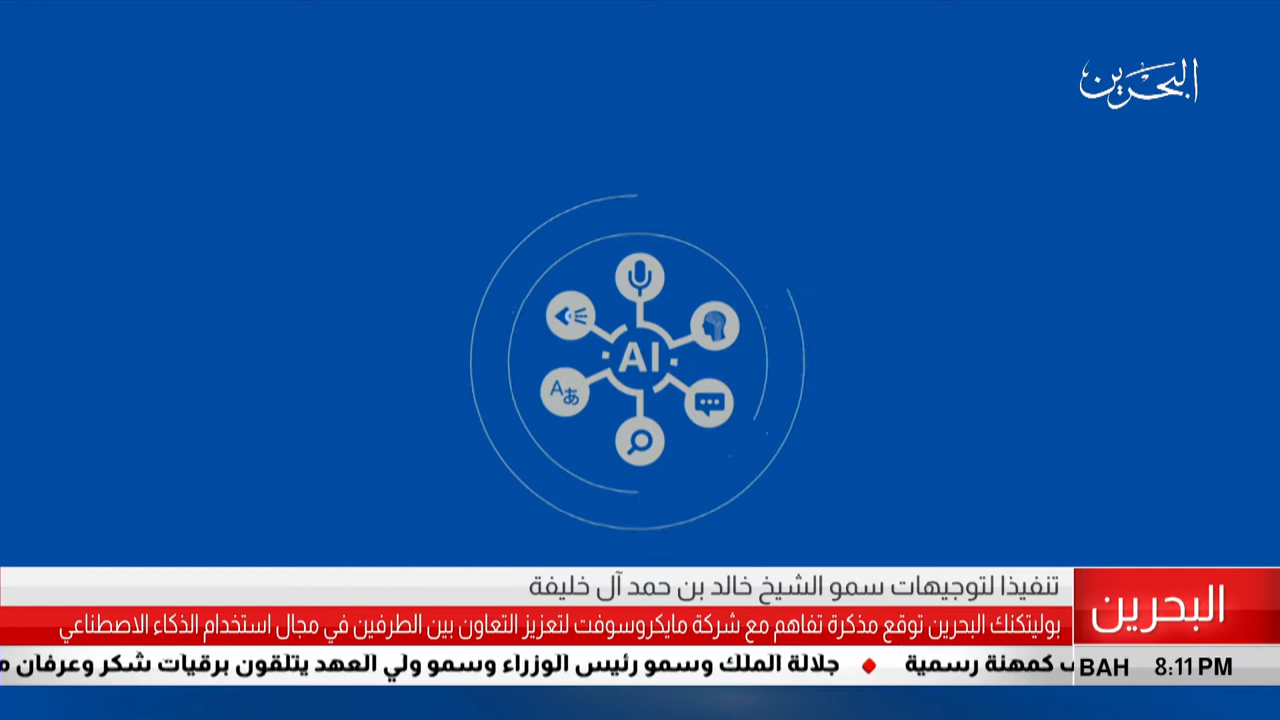 البحرين
AI
Aあ
تنفيذا لتوجيهات سمو الشيخ خالد بن حمد آل خليفة
البحرين
بوليتكنك البحرين توقع مذكرة تفاهم مع شركة مايكروسوفت لتعزيز التعاون بين الطرفين في مجال استخدام الذكاء الاصطناعي
كمهنة رسمية ♦ جلالة الملك وسمو رئيس الوزراء وسمو ولي العهد يتلقون برقيات شكر وعرفان
BAH 8:11 PM